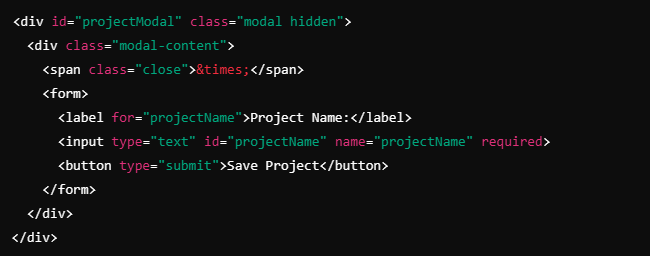 <div id="projectModal" class="modal hidden">
  <div class="modal-content">
    <span class="close">&times;</span>
    <form>
      <label for="projectName">Project Name:</label>
      <input type="text" id="projectName" name="projectName" required>
      <button type="submit">Save Project</button>
    </form>
  </div>
</div>